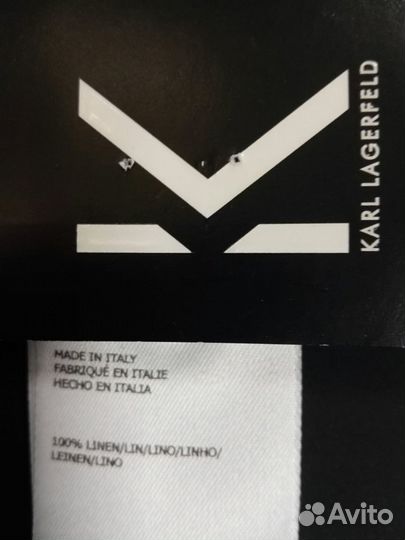 KARL LAGERFELD
MADE IN ITALY
FABRIQUÉ EN ITALIE
HECHO EN ITALIA
100% LINEN/LIN/LINO/LINHO/
LEINEN/LINO
Avito